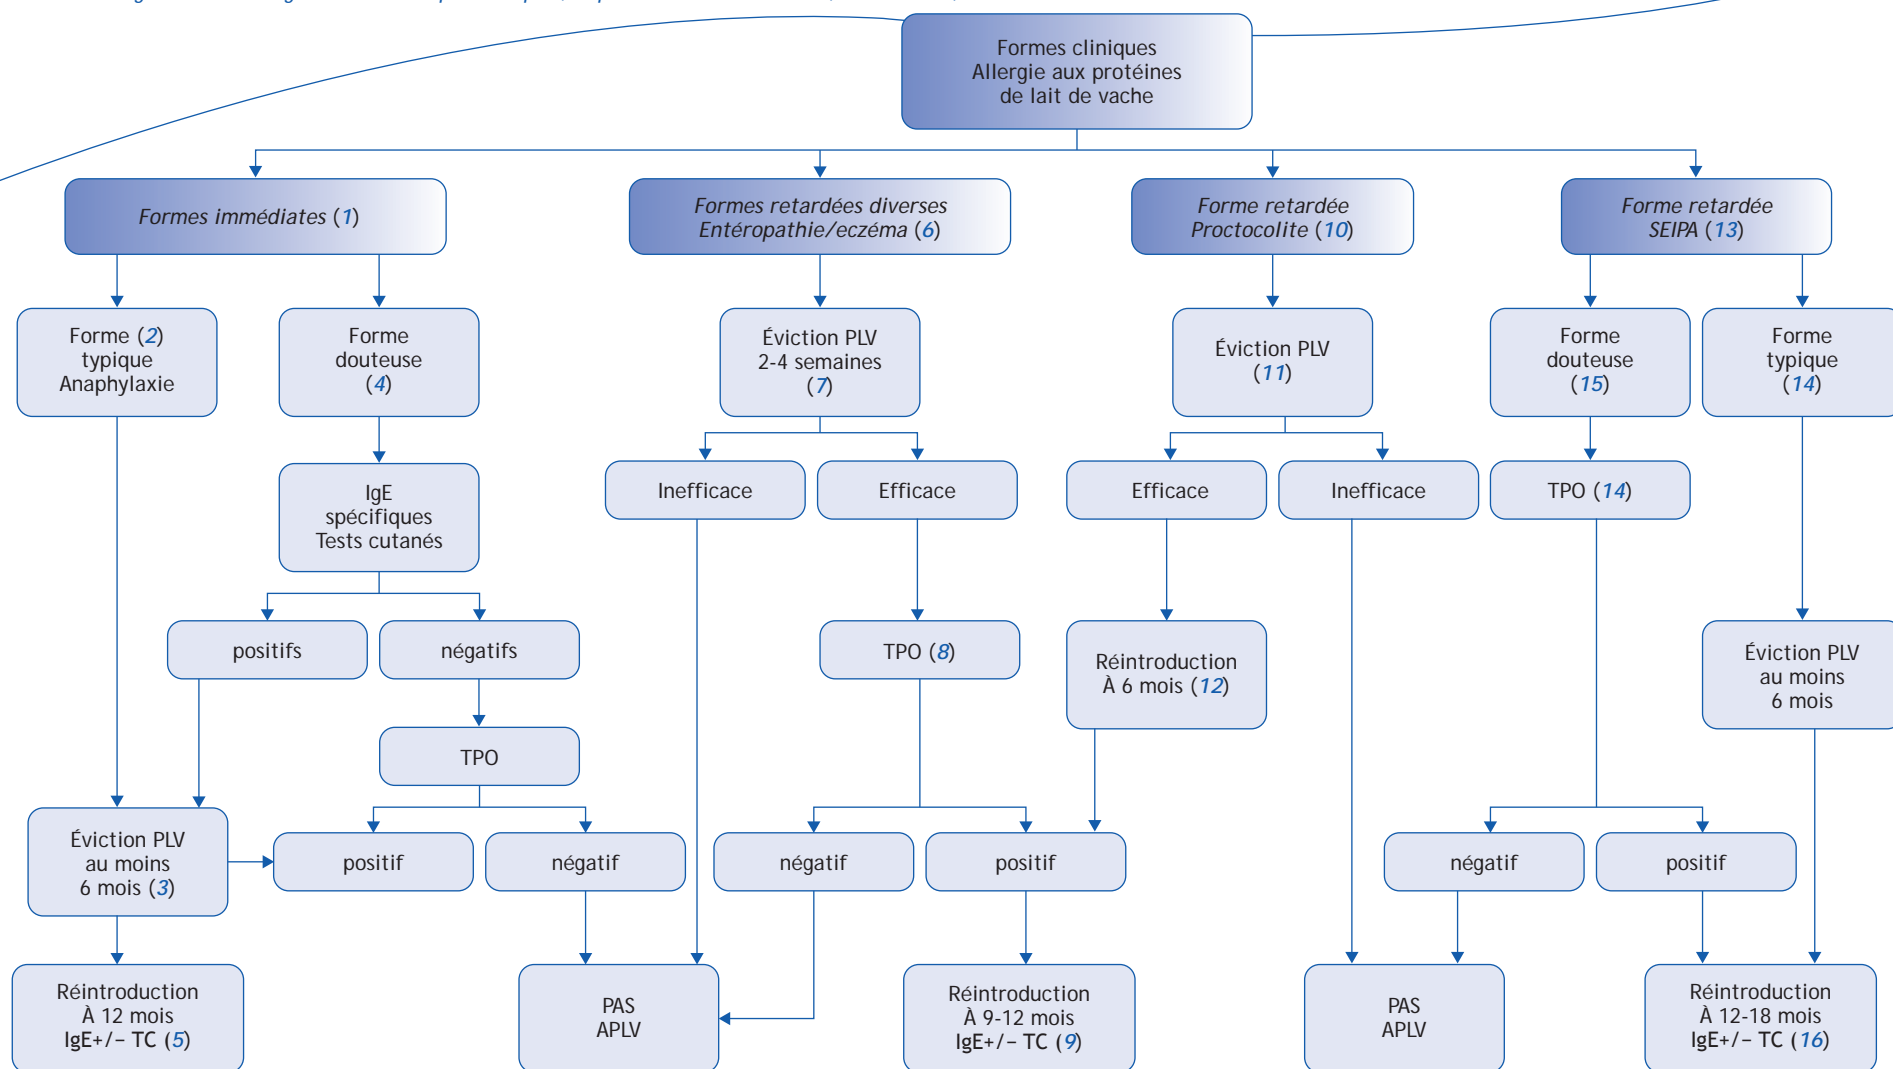 Formes cliniques
Allergie aux protéines
de lait de vache
Formes immédiates (1)
Formes retardées diverses
Entéropathie/eczéma (6)
Forme retardée
Proctocolite (10)
Forme retardée
SEIPA (13)
Forme (2)
typique
Anaphylaxie
Forme
douteuse
(4)
Éviction PLV
2-4 semaines
(7)
Éviction PLV
(11)
Forme
douteuse
(15)
Forme
typique
(14)
IgE
spécifiques
Tests cutanés
Inefficace
Efficace
Efficace
Inefficace
TPO (14)
positifs
négatifs
TPO (8)
Réintroduction
À 6 mois (12)
Éviction PLV
au moins
6 mois
TPO
Éviction PLV
au moins
6 mois (3)
positif
négatif
négatif
positif
négatif
positif
Réintroduction
À 12 mois
IgE+/− TC (5)
PAS
APLV
Réintroduction
À 9-12 mois
IgE+/− TC (9)
PAS
APLV
Réintroduction
À 12-18 mois
IgE+/− TC (16)